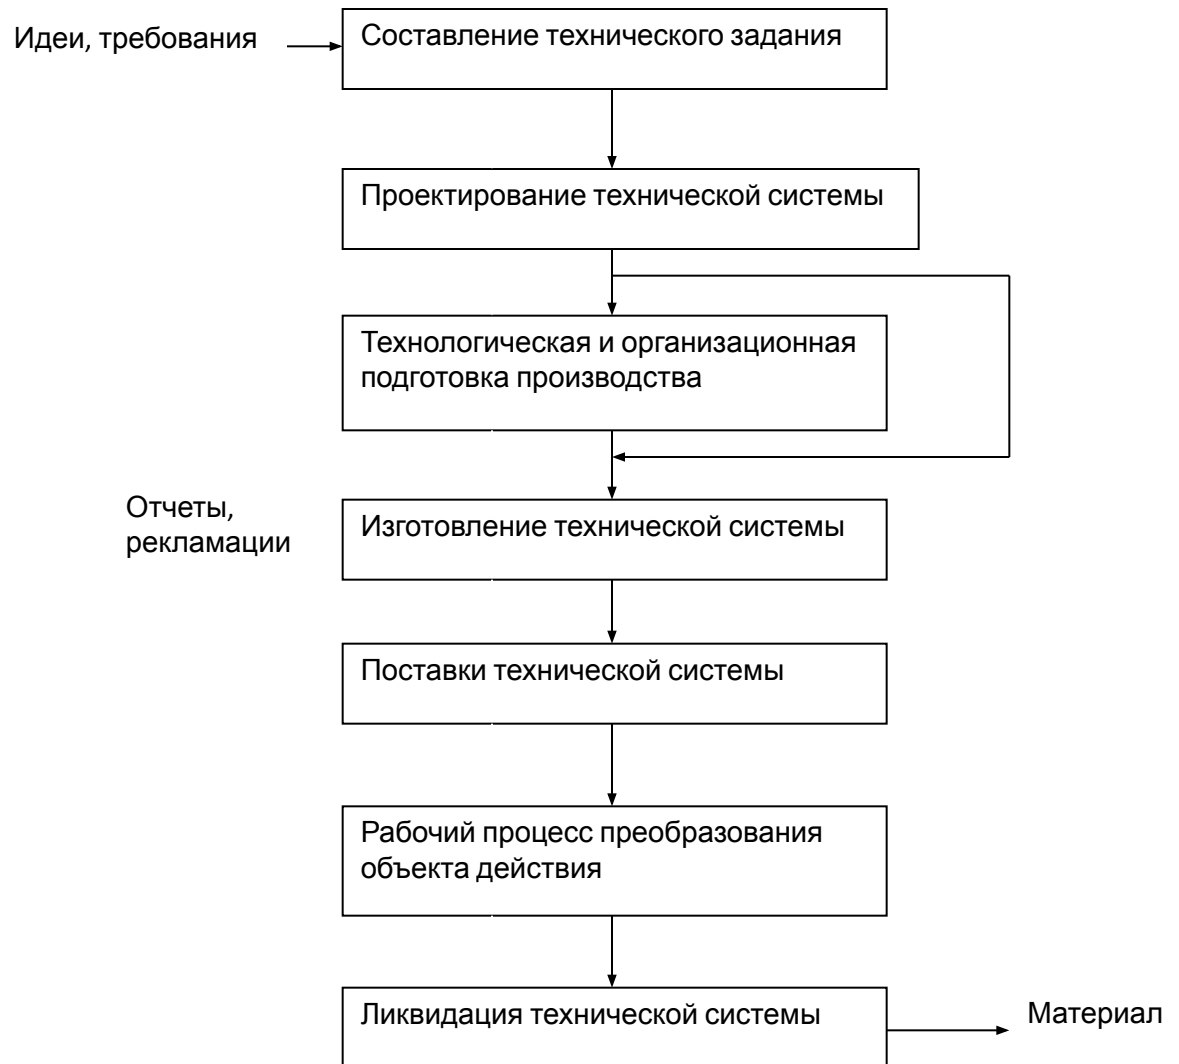 Идеи, требования
Составление технического задания
Проектирование технической системы
Технологическая и организационная
подготовка производства
Отчеты,
рекламации
Изготовление технической системы
Поставки технической системы
Рабочий процесс преобразования
объекта действия
Ликвидация технической системы
Материал